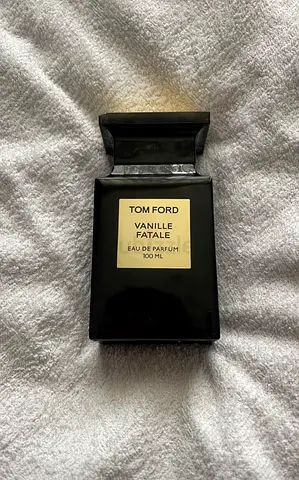 TOM FORD
VANILLE
FATALE
EAU DE PARFUM
100 ML